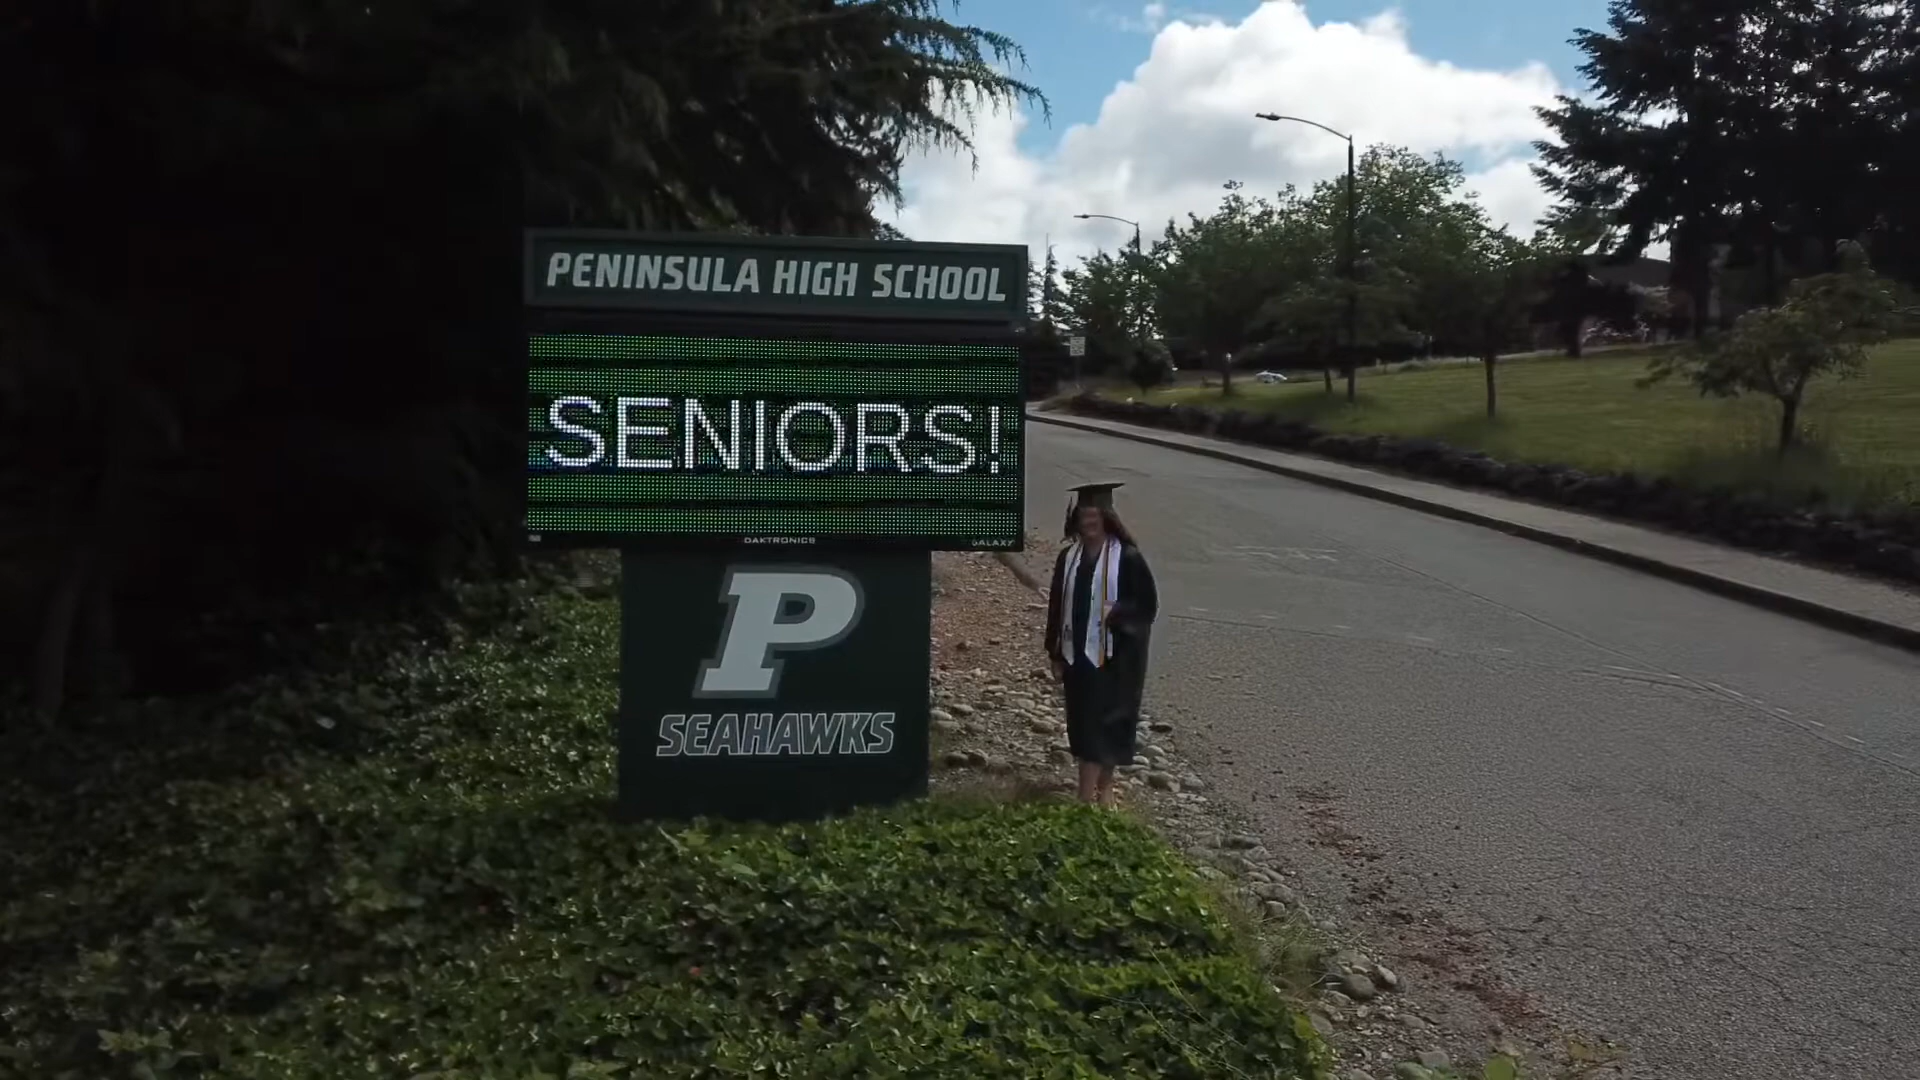 PENINSULA HIGH SCHOOL
SENIORS!
DAKTRONICS
GALAXY
P
SEAHAWKS